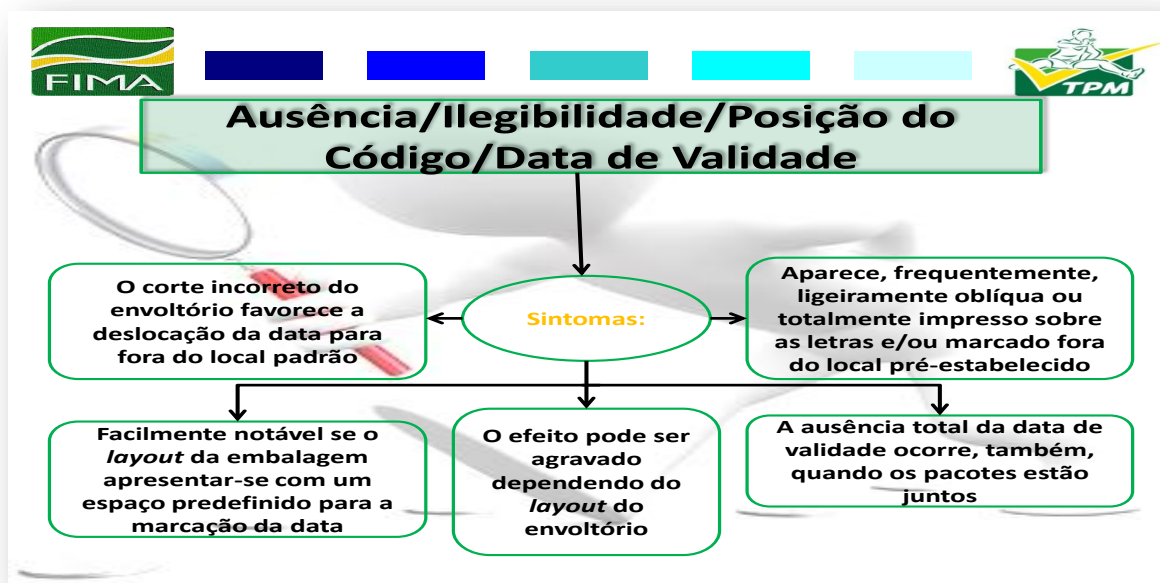 FIMA
TPM
Ausência/Ilegibilidade/Posição do
Código/Data de Validade
O corte incorreto do
envoltório favorece a
deslocação da data para
fora do local padrão
Sintomas:
Aparece, frequentemente,
ligeiramente oblíqua ou
totalmente impresso sobre
as letras e/ou marcado fora
do local pré-estabelecido
Facilmente notável se o
layout da embalagem
apresentar-se com um
espaço predefinido para a
marcação da data
O efeito pode ser
agravado
dependendo do
layout do
envoltório
A ausência total da data de
validade ocorre, também,
quando os pacotes estão
juntos